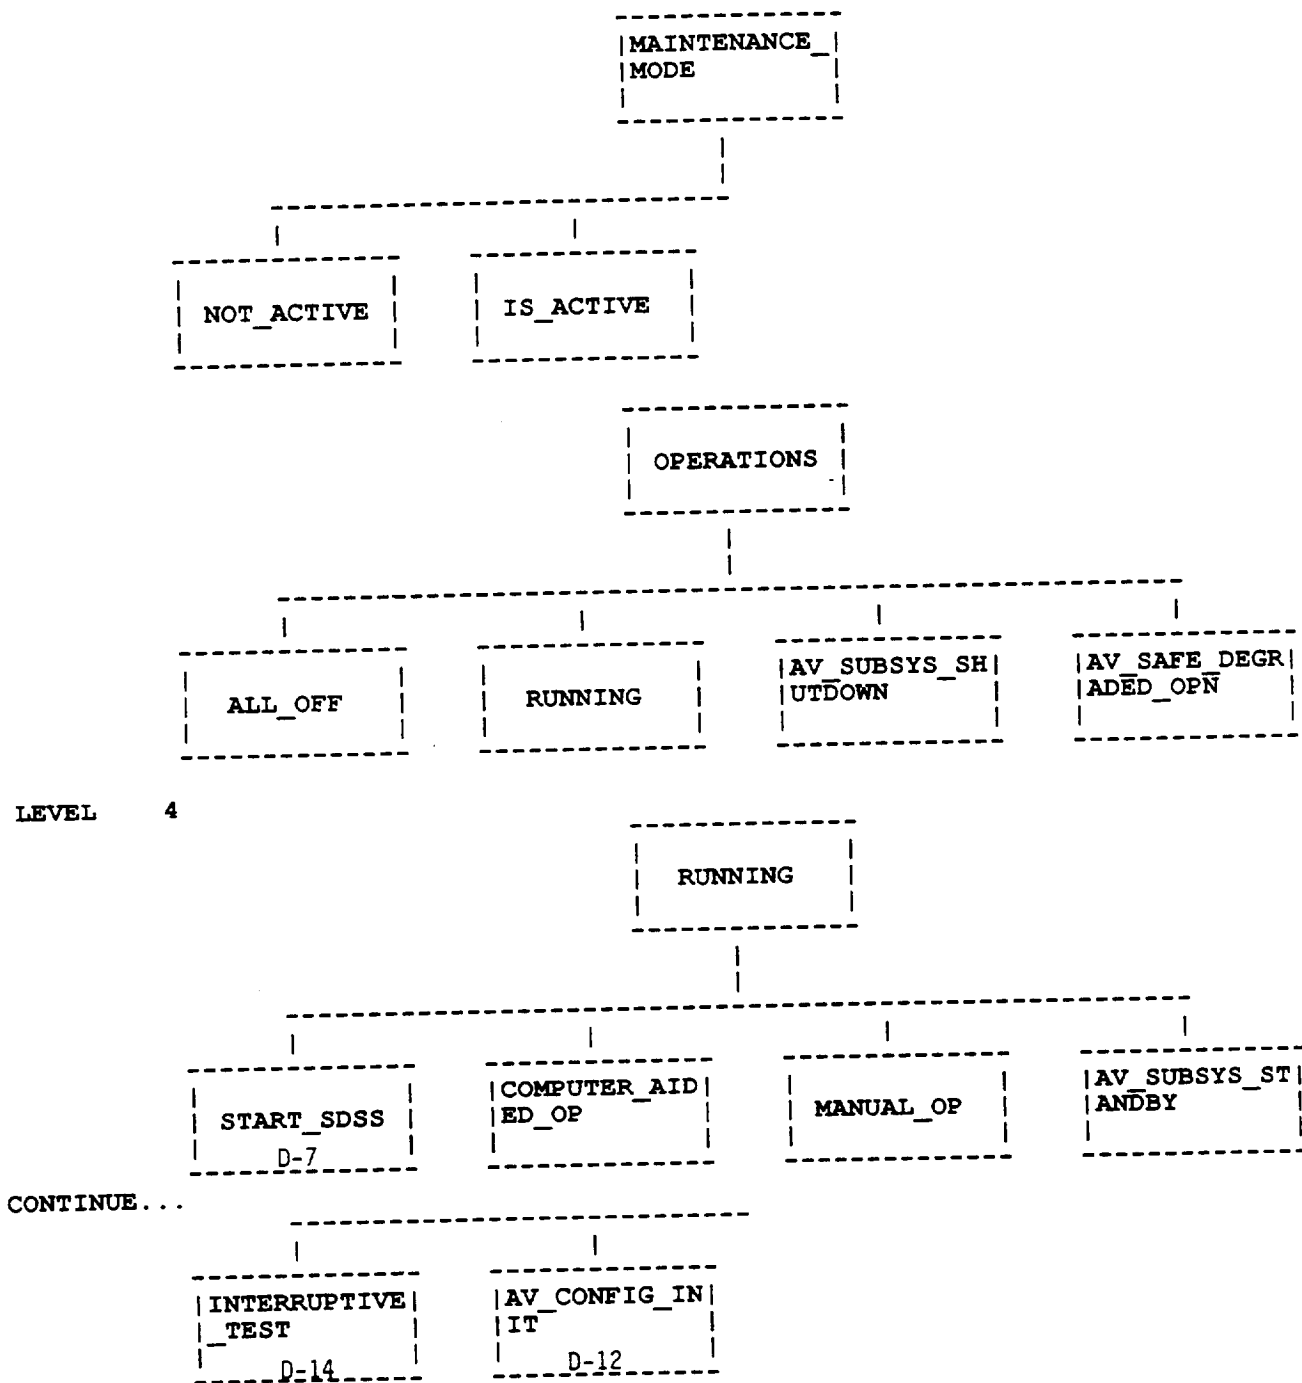 MAINTENANCE_
MODE
NOT_ACTIVE
IS_ACTIVE
OPERATIONS
ALL_OFF
RUNNING
AV_SUBSYS_SH
UTDOWN
AV_SAFE_DEGR
ADED_OPN
LEVEL 4
RUNNING
START_SDSS
D-7
COMPUTER_AID
ED_OP
MANUAL_OP
AV_SUBSYS_ST
ANDBY
CONTINUE...
INTERRUPTIVE
_TEST
D-14
AV_CONFIG_IN
IT
D-12